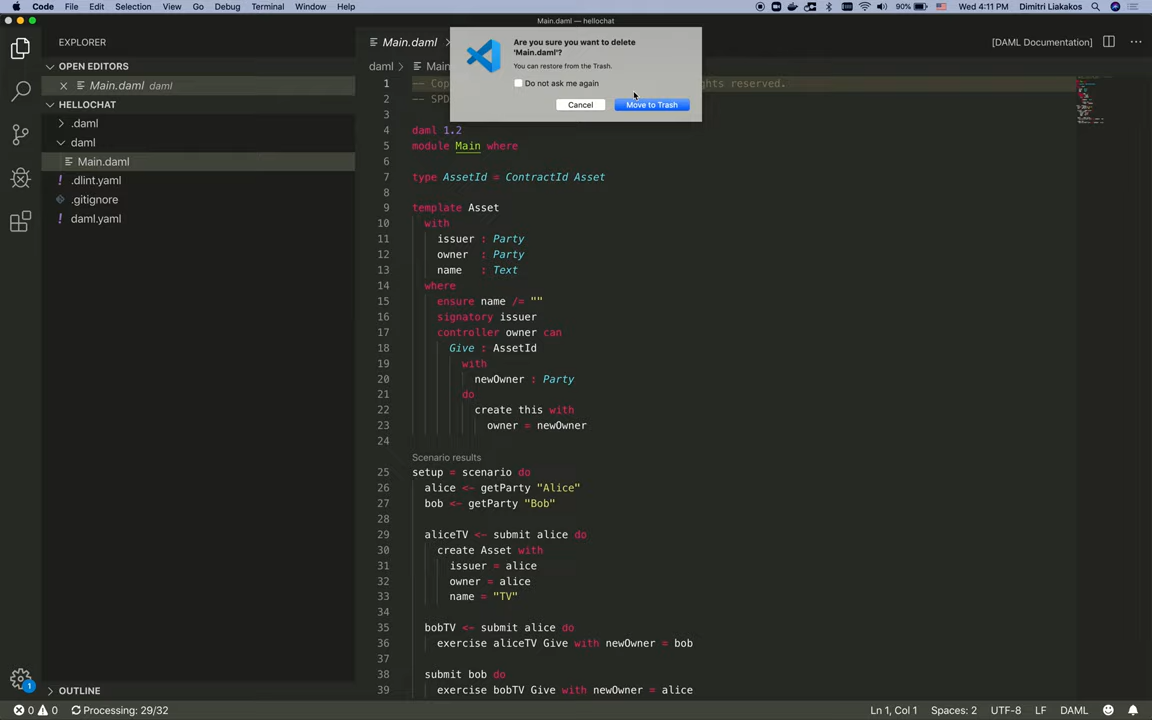 Code File Edit Selection View Go Debug Terminal Window Help
90% Wed 4:11 PM Dimitri Liakakos
Main.daml — hellochat
EXPLORER
OPEN EDITORS
Main.daml daml
HELLOCHAT
.daml
daml
Main.daml
.dlint.yaml
.gitignore
daml.yaml
OUTLINE
Main.daml
[DAML Documentation]
daml
Are you sure you want to delete
'Main.daml'?
You can restore from the Trash.
Do not ask me again
Cancel
Move to Trash
1 -- Cop ghts reserved.
2 -- SPD
3
4 daml 1.2
5 module Main where
6
7 type AssetId = ContractId Asset
8
9 template Asset
10 with
11 issuer : Party
12 owner : Party
13 name : Text
14 where
15 ensure name /= ""
16 signatory issuer
17 controller owner can
18 Give : AssetId
19 with
20 newOwner : Party
21 do
22 create this with
23 owner = newOwner
24
Scenario results
25 setup = scenario do
26 alice <- getParty "Alice"
27 bob <- getParty "Bob"
28
29 aliceTV <- submit alice do
30 create Asset with
31 issuer = alice
32 owner = alice
33 name = "TV"
34
35 bobTV <- submit alice do
36 exercise aliceTV Give with newOwner = bob
37
38 submit bob do
39 exercise bobTV Give with newOwner = alice
0 0 Processing: 29/32
1
Ln 1, Col 1 Spaces: 2 UTF-8 LF DAML